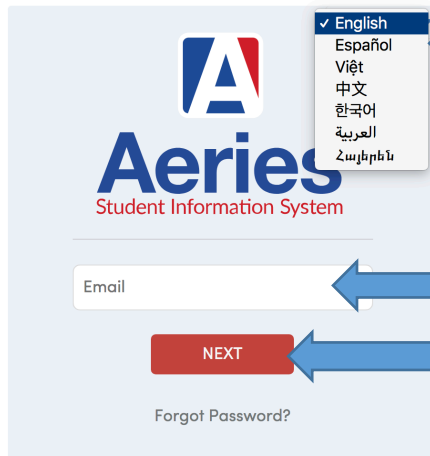 ✓ English
Español
Việt
中文
한국어
العربية
Հայերեն
Aeries
Student Information System
Email
NEXT
Forgot Password?